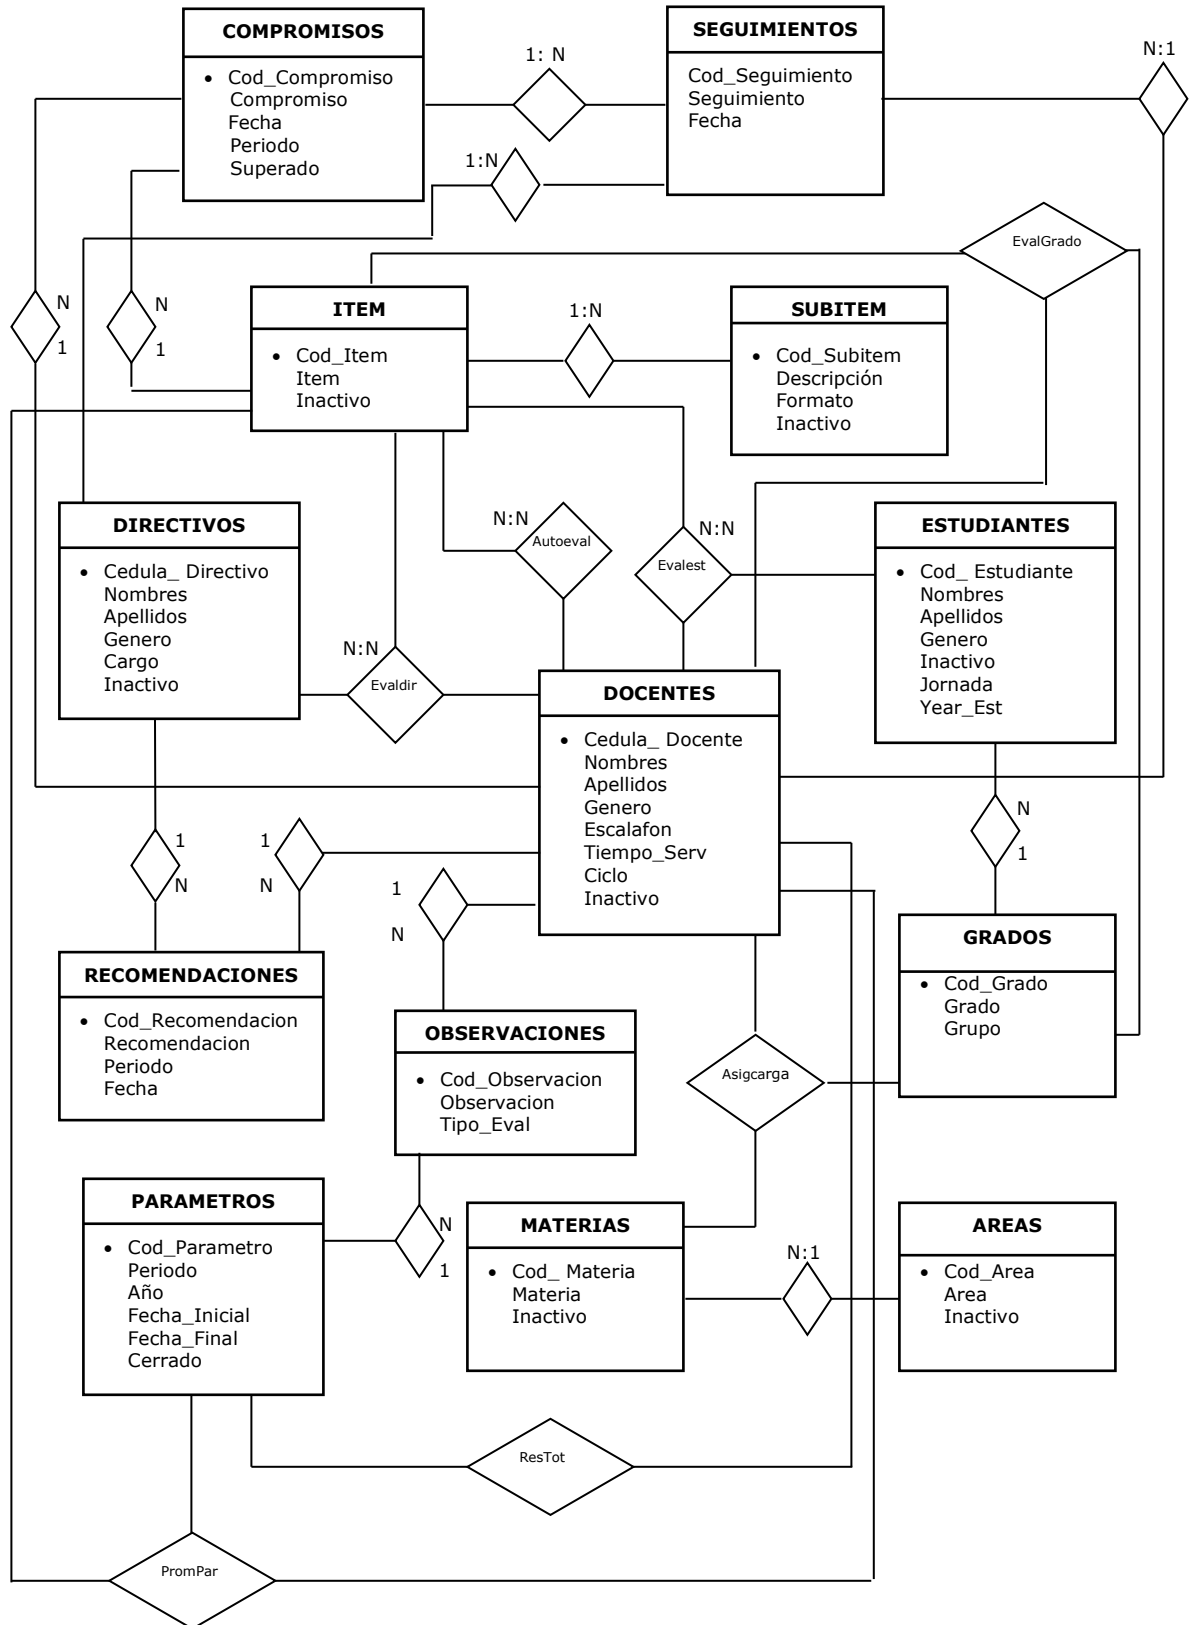 COMPROMISOS
• Cod_Compromiso
Compromiso
Fecha
Periodo
Superado
1: N
SEGUIMIENTOS
Cod_Seguimiento
Seguimiento
Fecha
N:1
1:N
EvalGrado
N
1
N
1
ITEM
• Cod_Item
Item
Inactivo
1:N
SUBITEM
• Cod_Subitem
Descripción
Formato
Inactivo
DIRECTIVOS
• Cedula_ Directivo
Nombres
Apellidos
Genero
Cargo
Inactivo
N:N
Autoeval
N:N
Evalest
ESTUDIANTES
• Cod_ Estudiante
Nombres
Apellidos
Genero
Inactivo
Jornada
Year_Est
N:N
Evaldir
DOCENTES
• Cedula_ Docente
Nombres
Apellidos
Genero
Escalafon
Tiempo_Serv
Ciclo
Inactivo
N
1
1
N
1
N
1
N
RECOMENDACIONES
• Cod_Recomendacion
Recomendacion
Periodo
Fecha
OBSERVACIONES
• Cod_Observacion
Observacion
Tipo_Eval
GRADOS
• Cod_Grado
Grado
Grupo
Asigcarga
PARAMETROS
• Cod_Parametro
Periodo
Año
Fecha_Inicial
Fecha_Final
Cerrado
N
1
MATERIAS
• Cod_ Materia
Materia
Inactivo
N:1
AREAS
• Cod_Area
Area
Inactivo
ResTot
PromPar